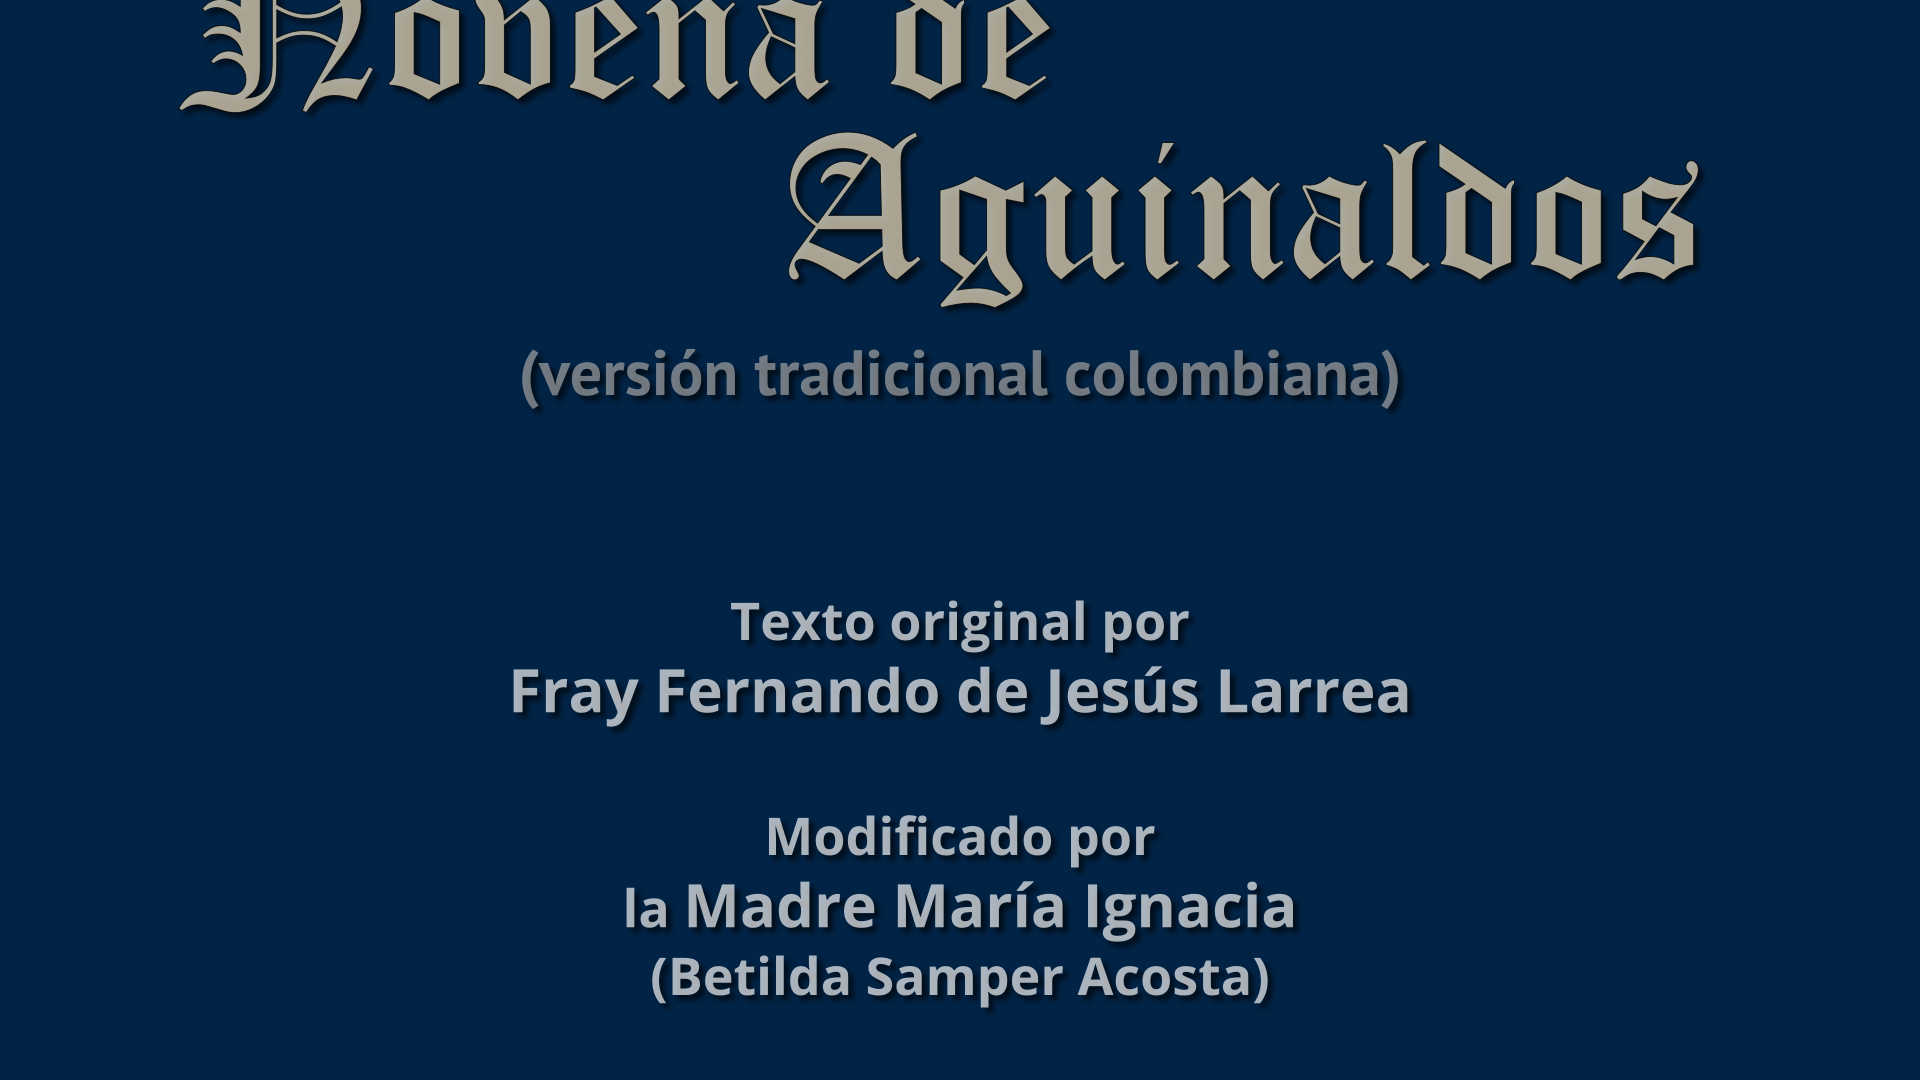 Novena de
Aguinaldos
(versión tradicional colombiana)
Texto original por
Fray Fernando de Jesús Larrea
Modificado por
la Madre María Ignacia
(Betilda Samper Acosta)